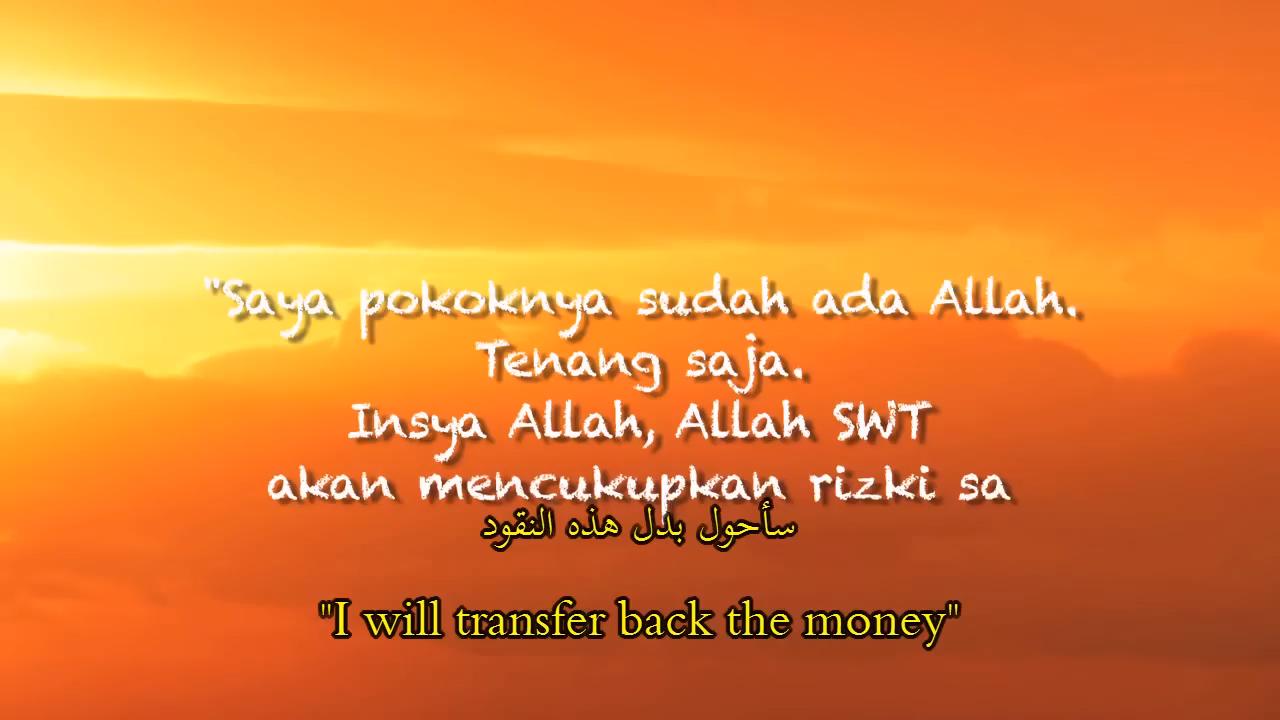 "Saya pokoknya sudah ada Allah.
Tenang saja.
Insya Allah, Allah SWT
akan mencukupkan rizki sa
سأحول بدل هذه النقود
"I will transfer back the money"